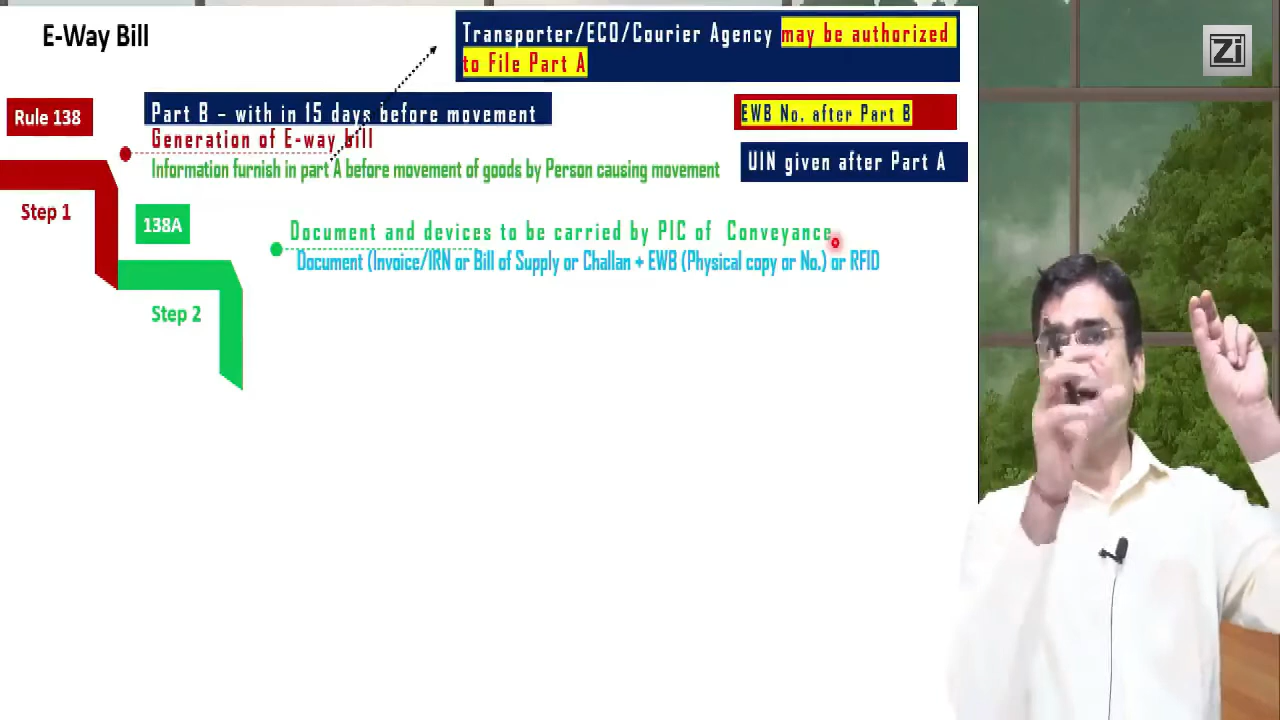 E-Way Bill
Transporter/ECO/Courier Agency may be authorized
to File Part A
Zi
Rule 138
Part B – with in 15 days before movement
EWB No. after Part B
Generation of E-way bill
Information furnish in part A before movement of goods by Person causing movement
UIN given after Part A
Step 1
138A
Document and devices to be carried by PIC of Conveyance
Document (Invoice/IRN or Bill of Supply or Challan + EWB (Physical copy or No.) or RFID
Step 2